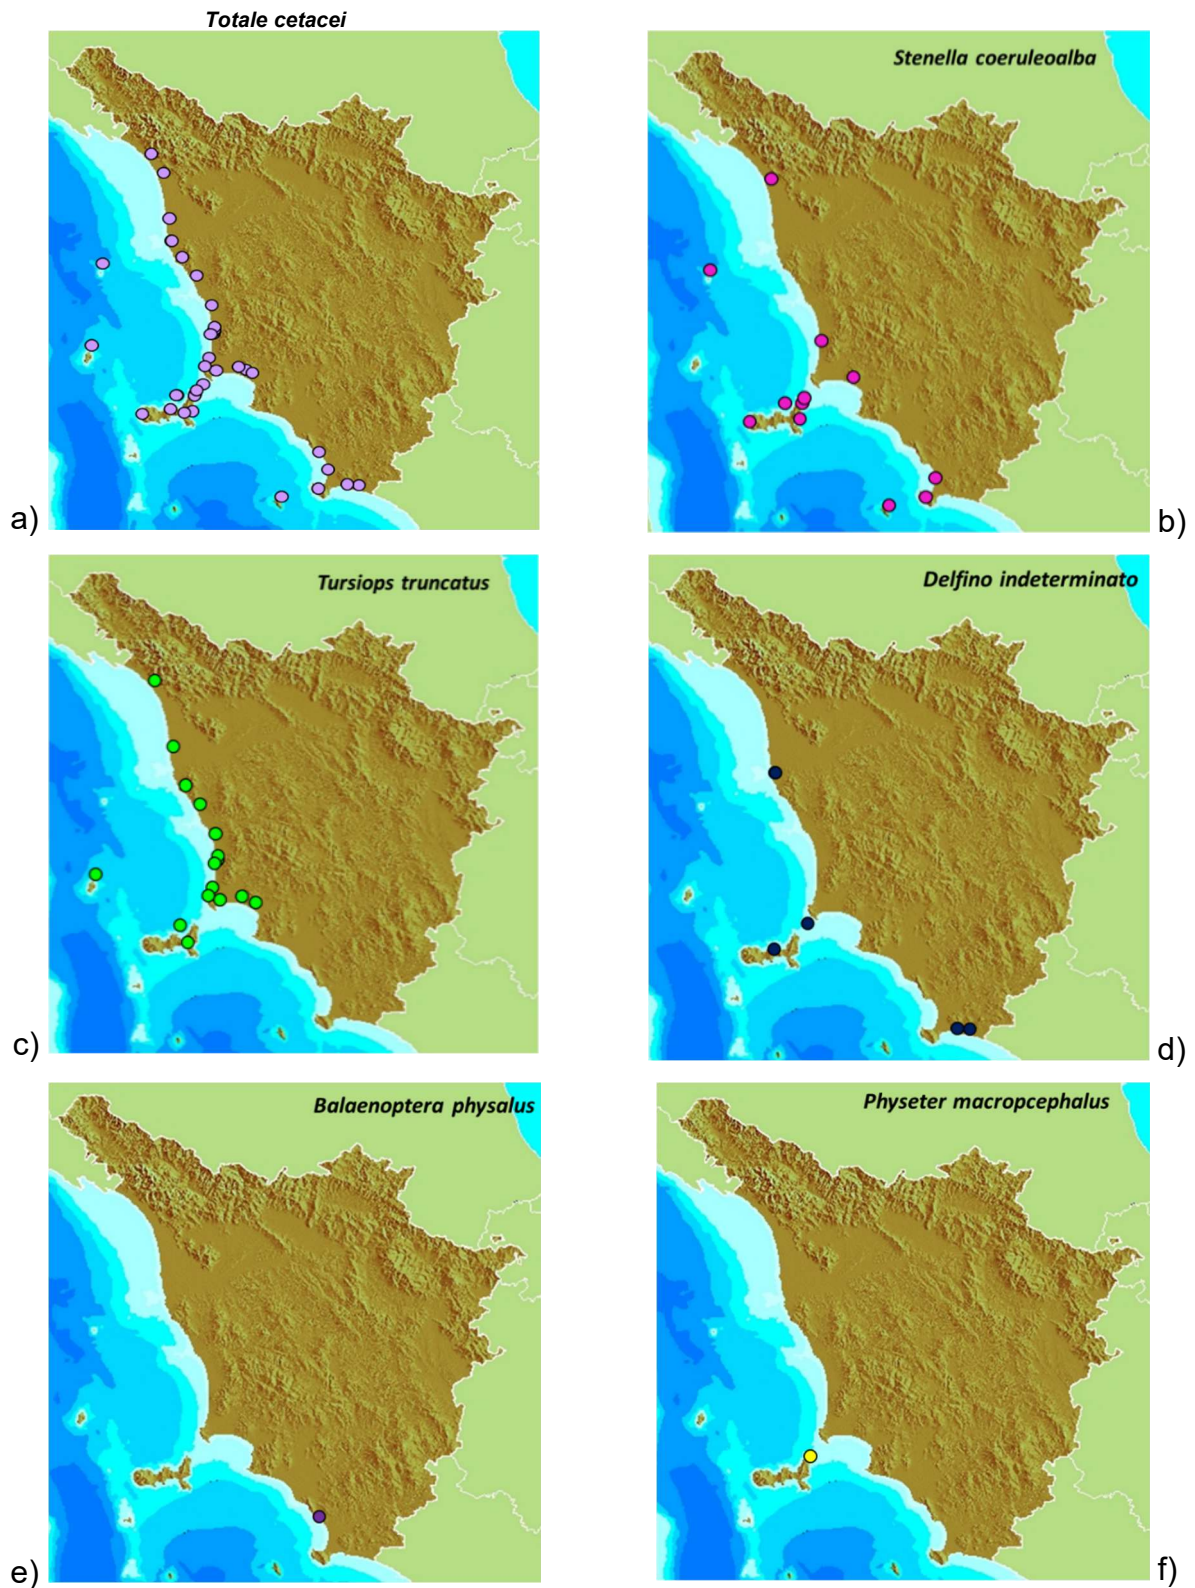 Totale cetacei
Stenella coeruleoalba
a)
b)
Tursiops truncatus
Delfino indeterminato
c)
d)
Balaenoptera physalus
Physeter macropcephalus
e)
f)